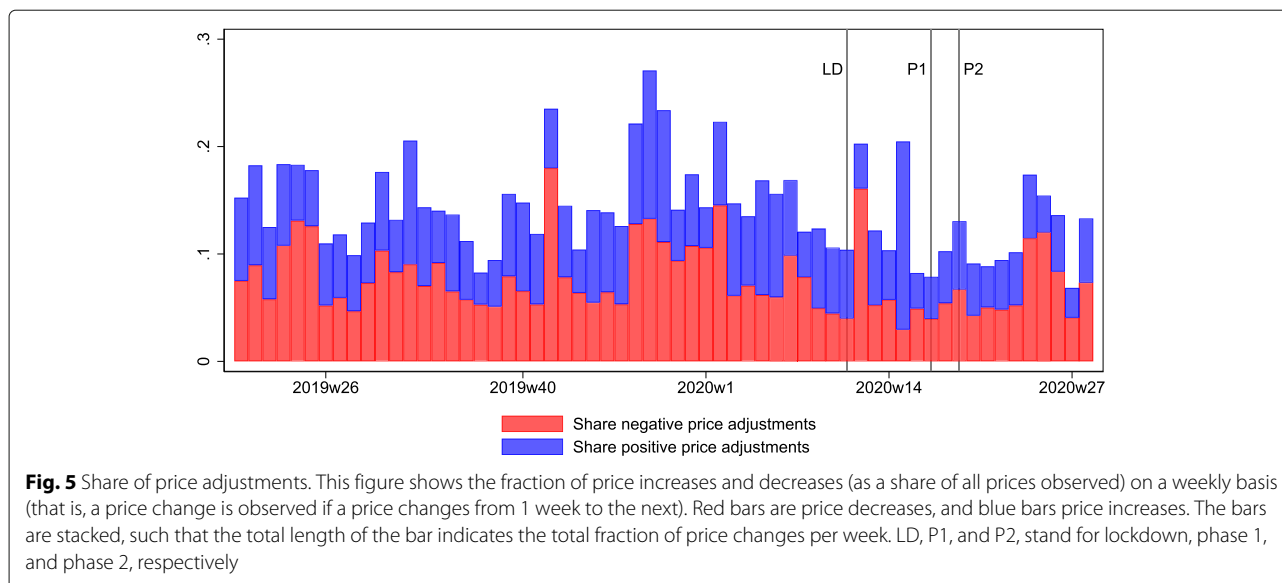 .3
.2
.1
0
LD
P1
P2
2019w26
2019w40
2020w1
2020w14
2020w27
Share negative price adjustments
Share positive price adjustments
Fig. 5 Share of price adjustments. This figure shows the fraction of price increases and decreases (as a share of all prices observed) on a weekly basis
(that is, a price change is observed if a price changes from 1 week to the next). Red bars are price decreases, and blue bars price increases. The bars
are stacked, such that the total length of the bar indicates the total fraction of price changes per week. LD, P1, and P2, stand for lockdown, phase 1,
and phase 2, respectively